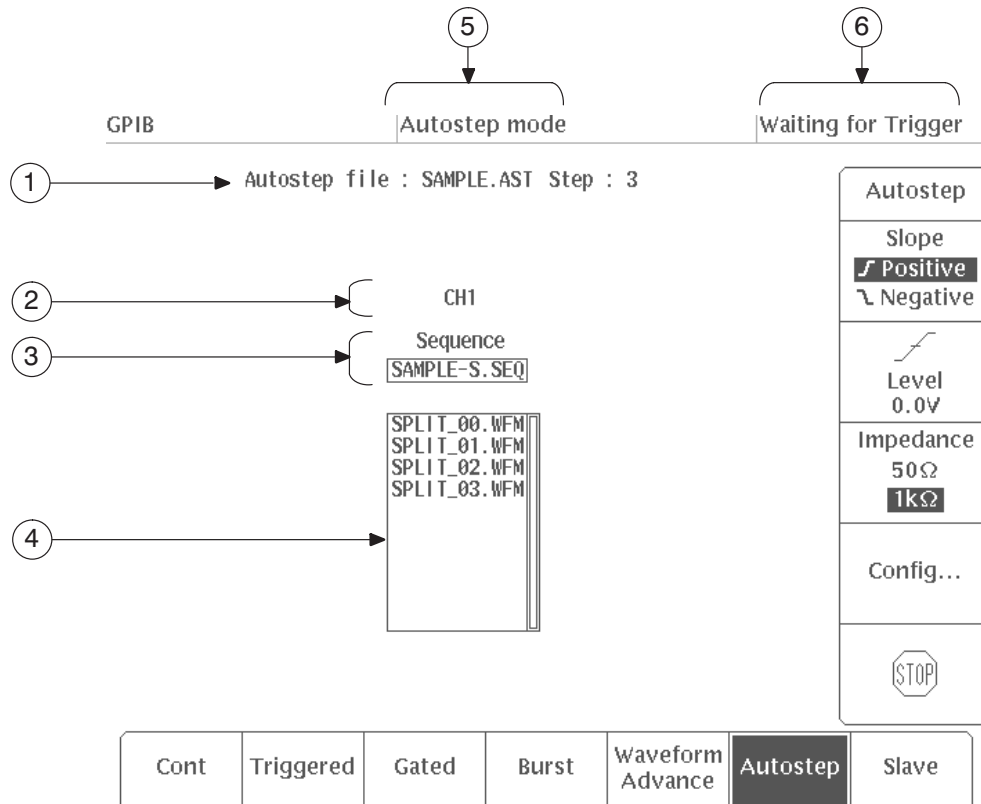 5
6
GPIB
Autostep mode
Waiting for Trigger
1
Autostep file : SAMPLE.AST Step : 3
2
CH1
3
Sequence
SAMPLE-S.SEQ
4
SPLIT_00.WFM
SPLIT_01.WFM
SPLIT_02.WFM
SPLIT_03.WFM
Autostep
Slope
Positive
Negative
Level
0.0V
Impedance
50Ω
1kΩ
Config...
STOP
Cont
Triggered
Gated
Burst
Waveform
Advance
Autostep
Slave